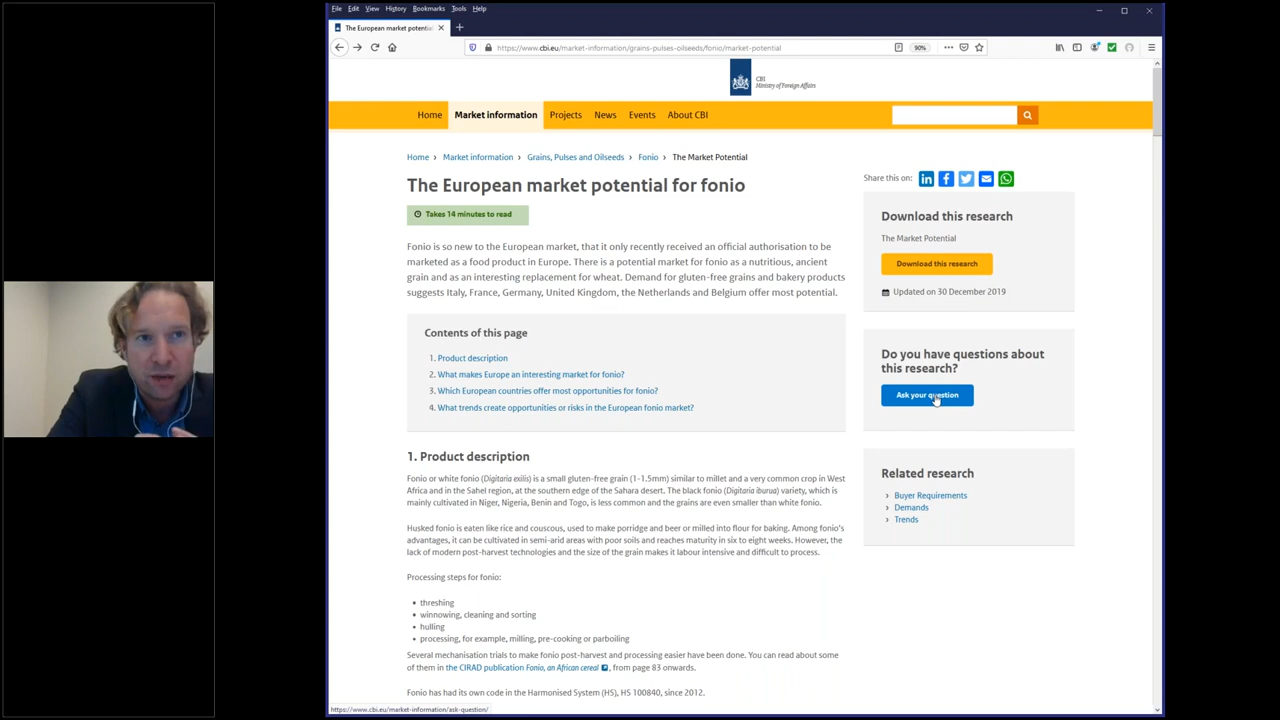 File Edit View History Bookmarks Tools Help
The European market potential
https://www.cbi.eu/market-information/grains-pulses-oilseeds/fonio/market-potential
90%
CBI
Ministry of Foreign Affairs
Home Market information Projects News Events About CBI
Home › Market information › Grains, Pulses and Oilseeds › Fonio › The Market Potential
The European market potential for fonio
Takes 14 minutes to read
Fonio is so new to the European market, that it only recently received an official authorisation to be
marketed as a food product in Europe. There is a potential market for fonio as a nutritious, ancient
grain and as an interesting replacement for wheat. Demand for gluten-free grains and bakery products
suggests Italy, France, Germany, United Kingdom, the Netherlands and Belgium offer most potential.
Contents of this page
1. Product description
2. What makes Europe an interesting market for fonio?
3. Which European countries offer most opportunities for fonio?
4. What trends create opportunities or risks in the European fonio market?
1. Product description
Fonio or white fonio (Digitaria exilis) is a small gluten-free grain (1-1.5mm) similar to millet and a very common crop in West
Africa and in the Sahel region, at the southern edge of the Sahara desert. The black fonio (Digitaria iburua) variety, which is
mainly cultivated in Niger, Nigeria, Benin and Togo, is less common and the grains are even smaller than white fonio.
Husked fonio is eaten like rice and couscous, used to make porridge and beer or milled into flour for baking. Among fonio's
advantages, it can be cultivated in semi-arid areas with poor soils and reaches maturity in six to eight weeks. However, the
lack of modern post-harvest technologies and the size of the grain makes it labour intensive and difficult to process.
Processing steps for fonio:
• threshing
• winnowing, cleaning and sorting
• hulling
• processing, for example, milling, pre-cooking or parboiling
Several mechanisation trials to make fonio post-harvest and processing easier have been done. You can read about some
of them in the CIRAD publication Fonio, an African cereal, from page 83 onwards.
Fonio has had its own code in the Harmonised System (HS), HS 100840, since 2012.
Share this on:
Download this research
The Market Potential
Download this research
Updated on 30 December 2019
Do you have questions about
this research?
Ask your question
Related research
› Buyer Requirements
› Demands
› Trends
https://www.cbi.eu/market-information/ask-question/